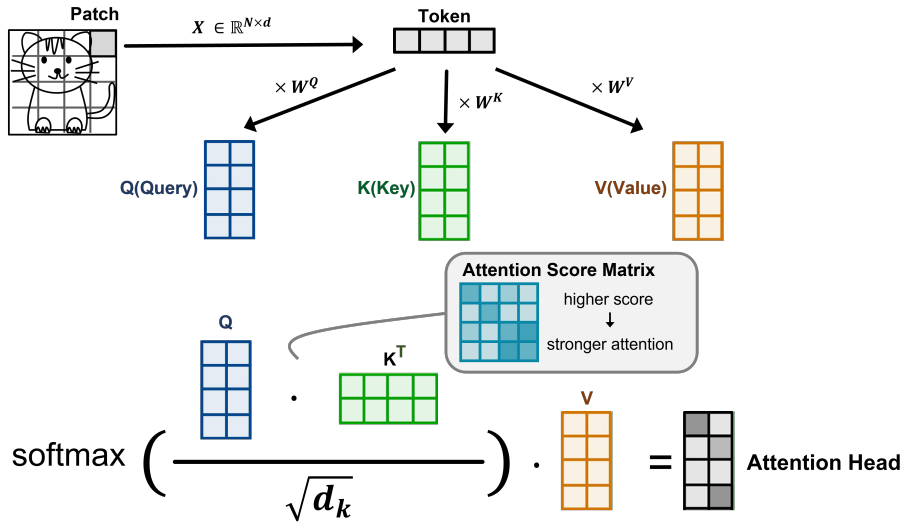 Patch
X ∈ ℝ^{N×d}
Token
× W^Q
× W^K
× W^V
Q(Query)
K(Key)
V(Value)
Attention Score Matrix
higher score
stronger attention
Q
K^T
V
softmax ( ) · =
√d_k
Attention Head